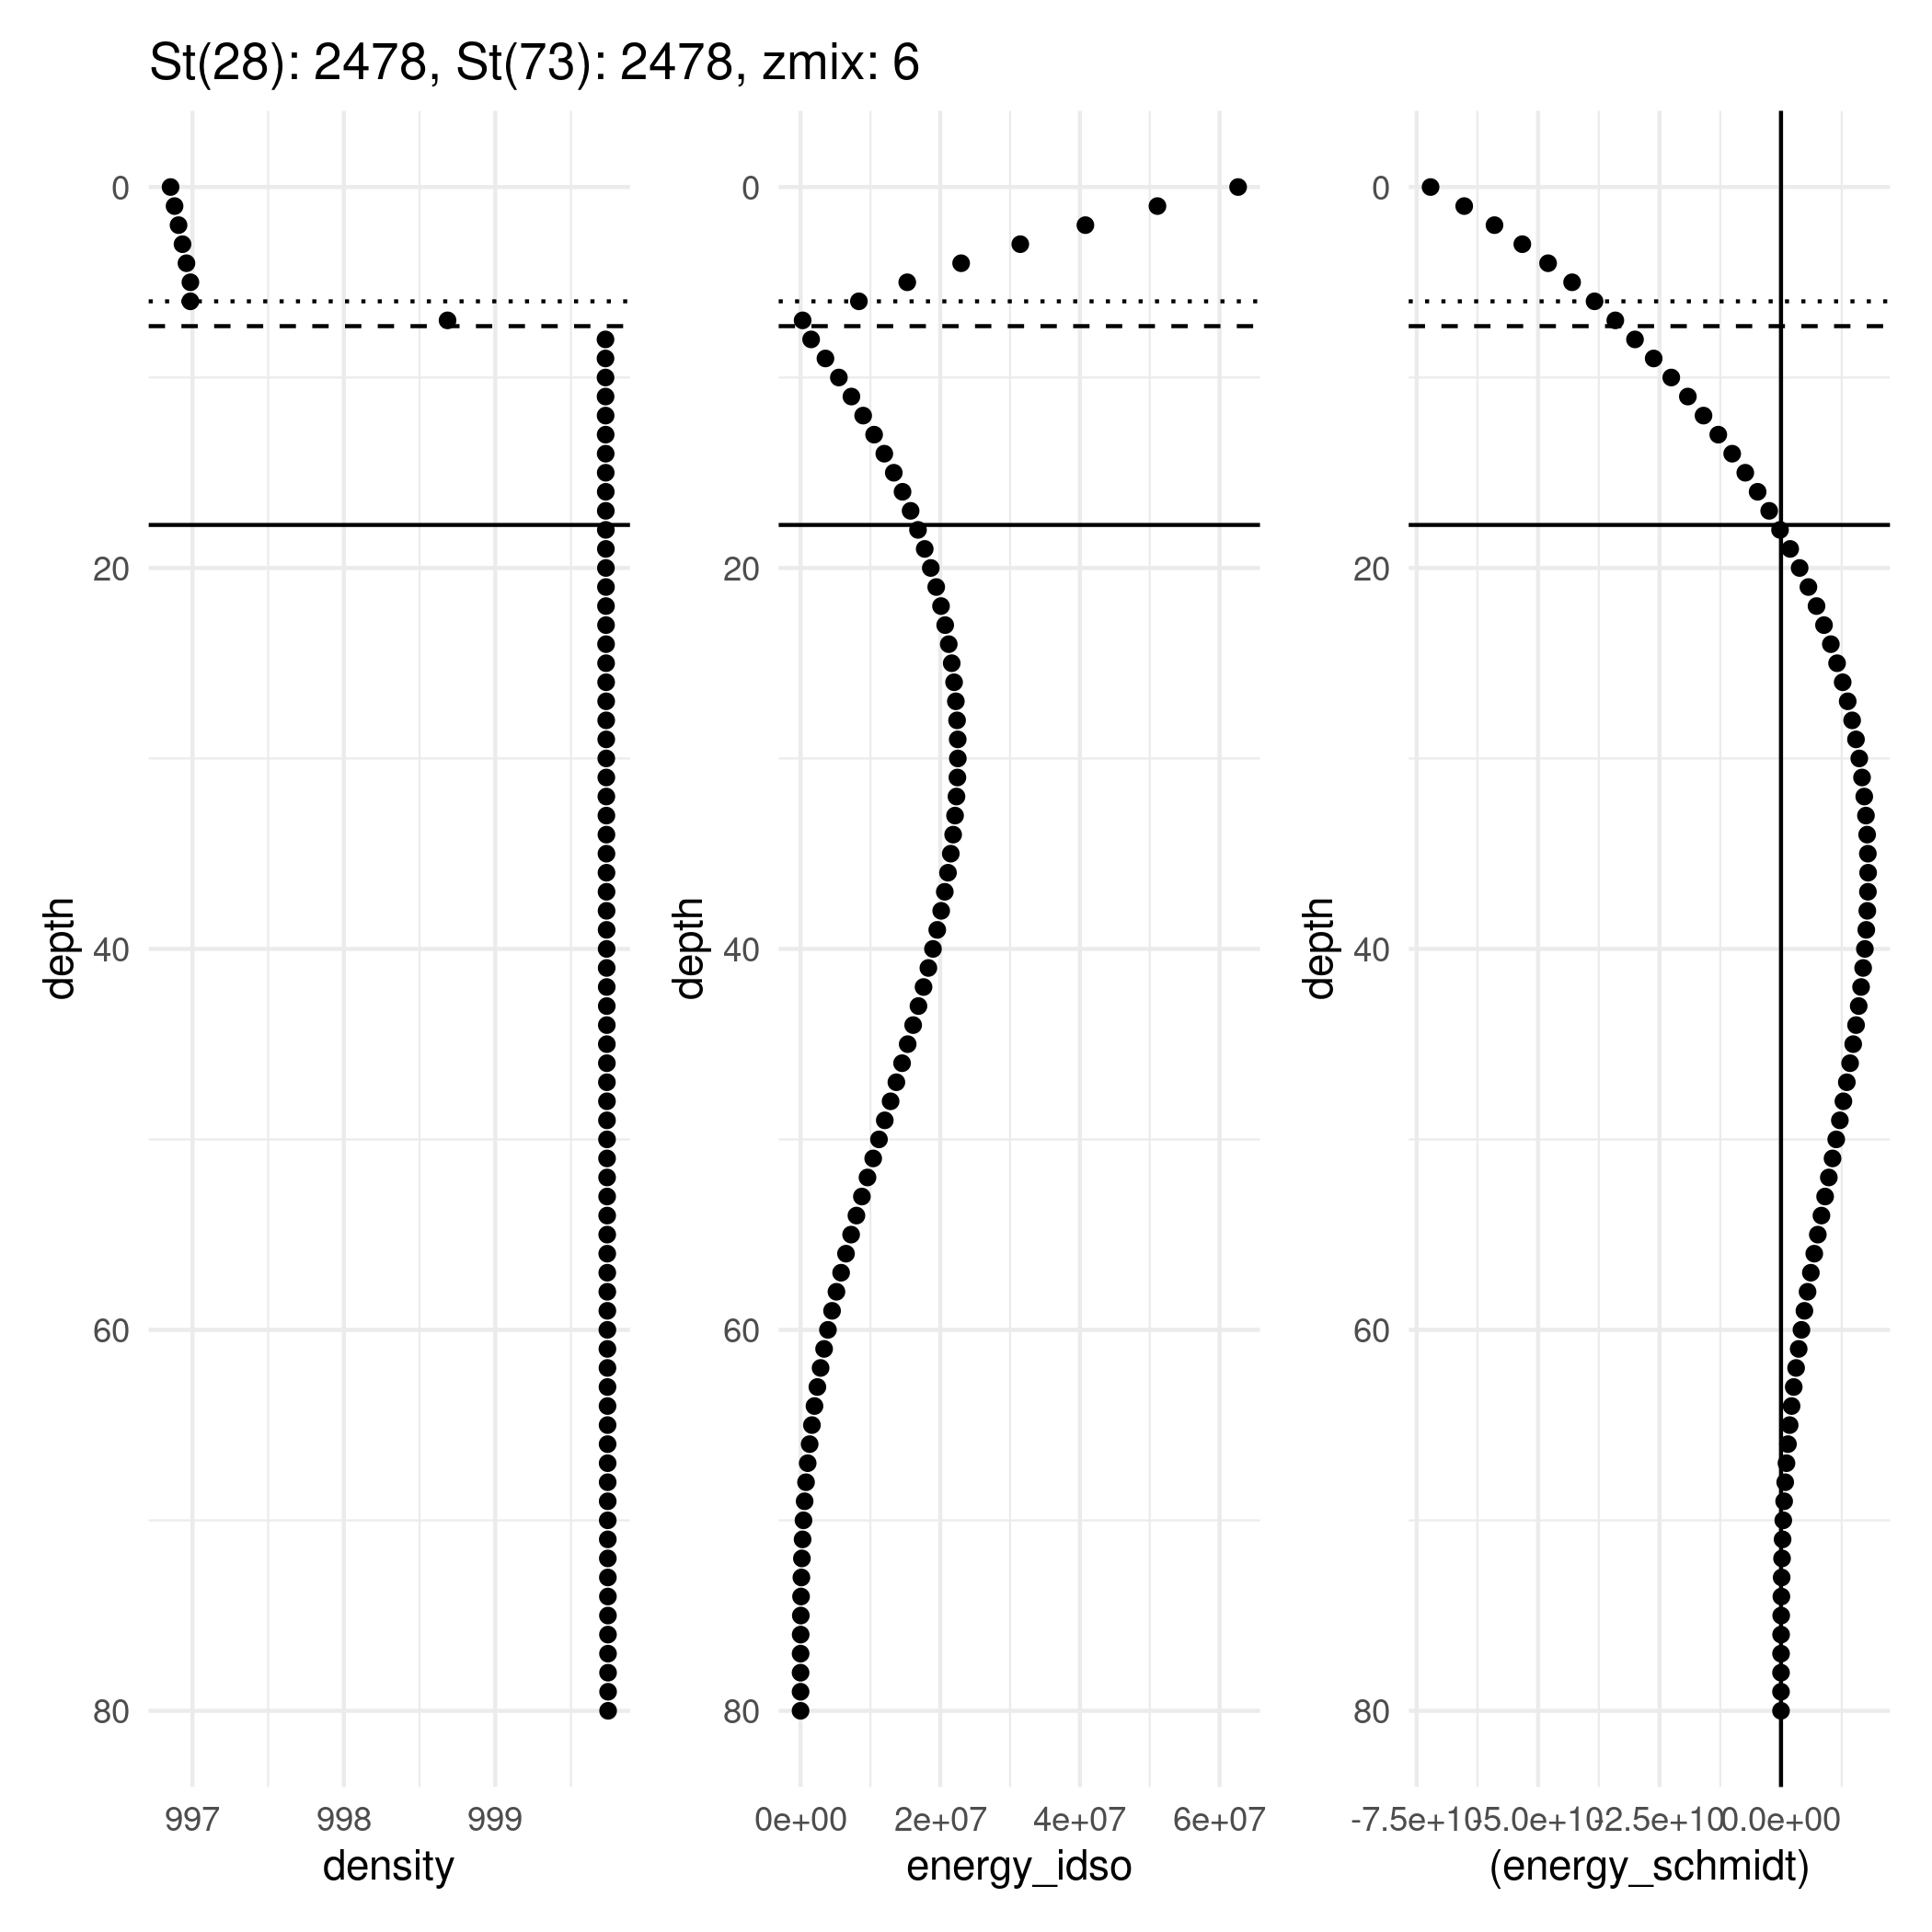 St(28): 2478, St(73): 2478, zmix: 6
0
20
40
60
80
depth
997 998 999
density
0
20
40
60
80
depth
0e+00 2e+07 4e+07 6e+07
energy_idso
0
20
40
60
80
depth
-7.5e+10 -5.0e+10 -2.5e+10 0.0e+00
(energy_schmidt)